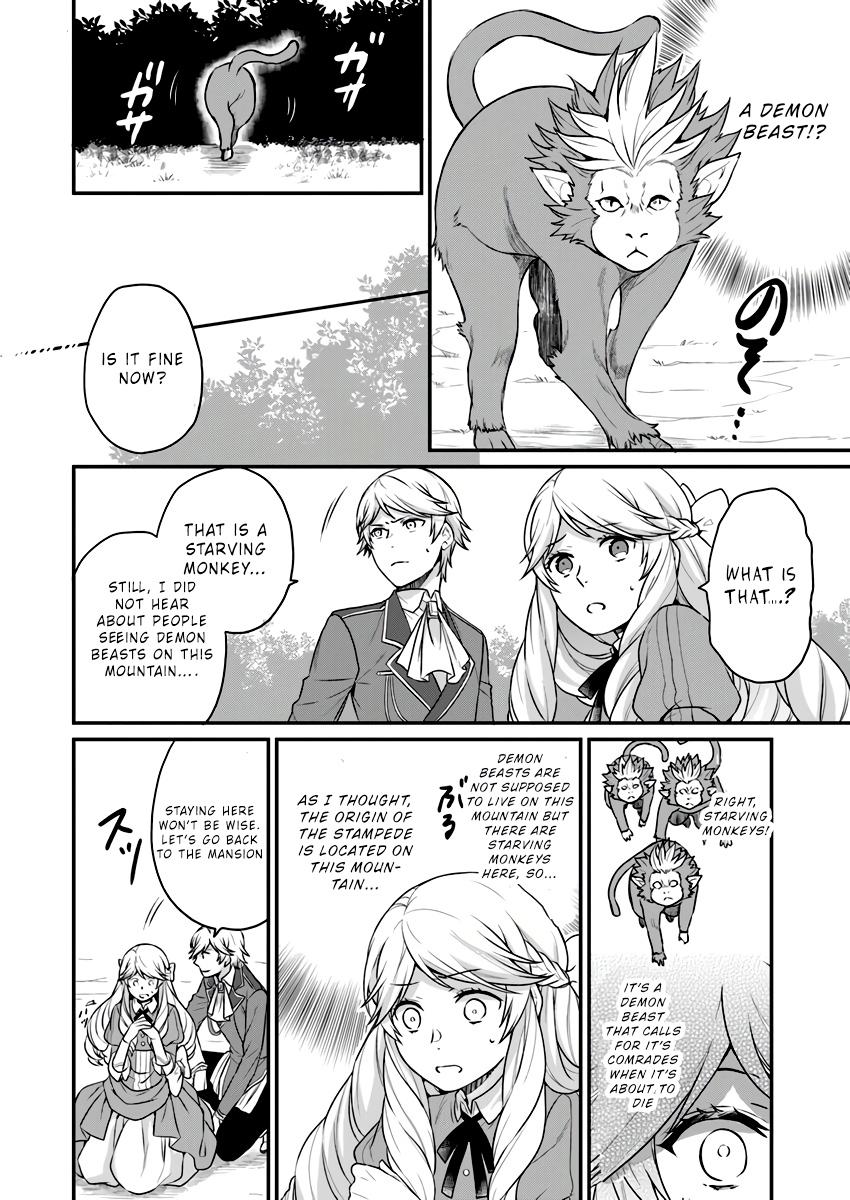 A DEMON
BEAST!?
のそ…
ガサ
ガサ
IS IT FINE
NOW?
WHAT IS
THAT....?
THAT IS A
STARVING
MONKEY...
STILL, I DID
NOT HEAR
ABOUT PEOPLE
SEEING DEMON
BEASTS ON THIS
MOUNTAIN....
RIGHT,
STARVING
MONKEYS!
IT'S A
DEMON
BEAST
THAT CALLS
FOR IT'S
COMRADES
WHEN IT'S
ABOUT TO
DIE
DEMON
BEASTS ARE
NOT SUPPOSED
TO LIVE ON THIS
MOUNTAIN BUT
THERE ARE
STARVING
MONKEYS
HERE, SO...
ぶる
AS I THOUGHT,
THE ORIGIN
OF THE
STAMPEDE
IS LOCATED
ON
THIS MOUN-
TAIN...
STAYING HERE
WON'T BE WISE.
LET'S GO BACK
TO THE MANSION
スッ